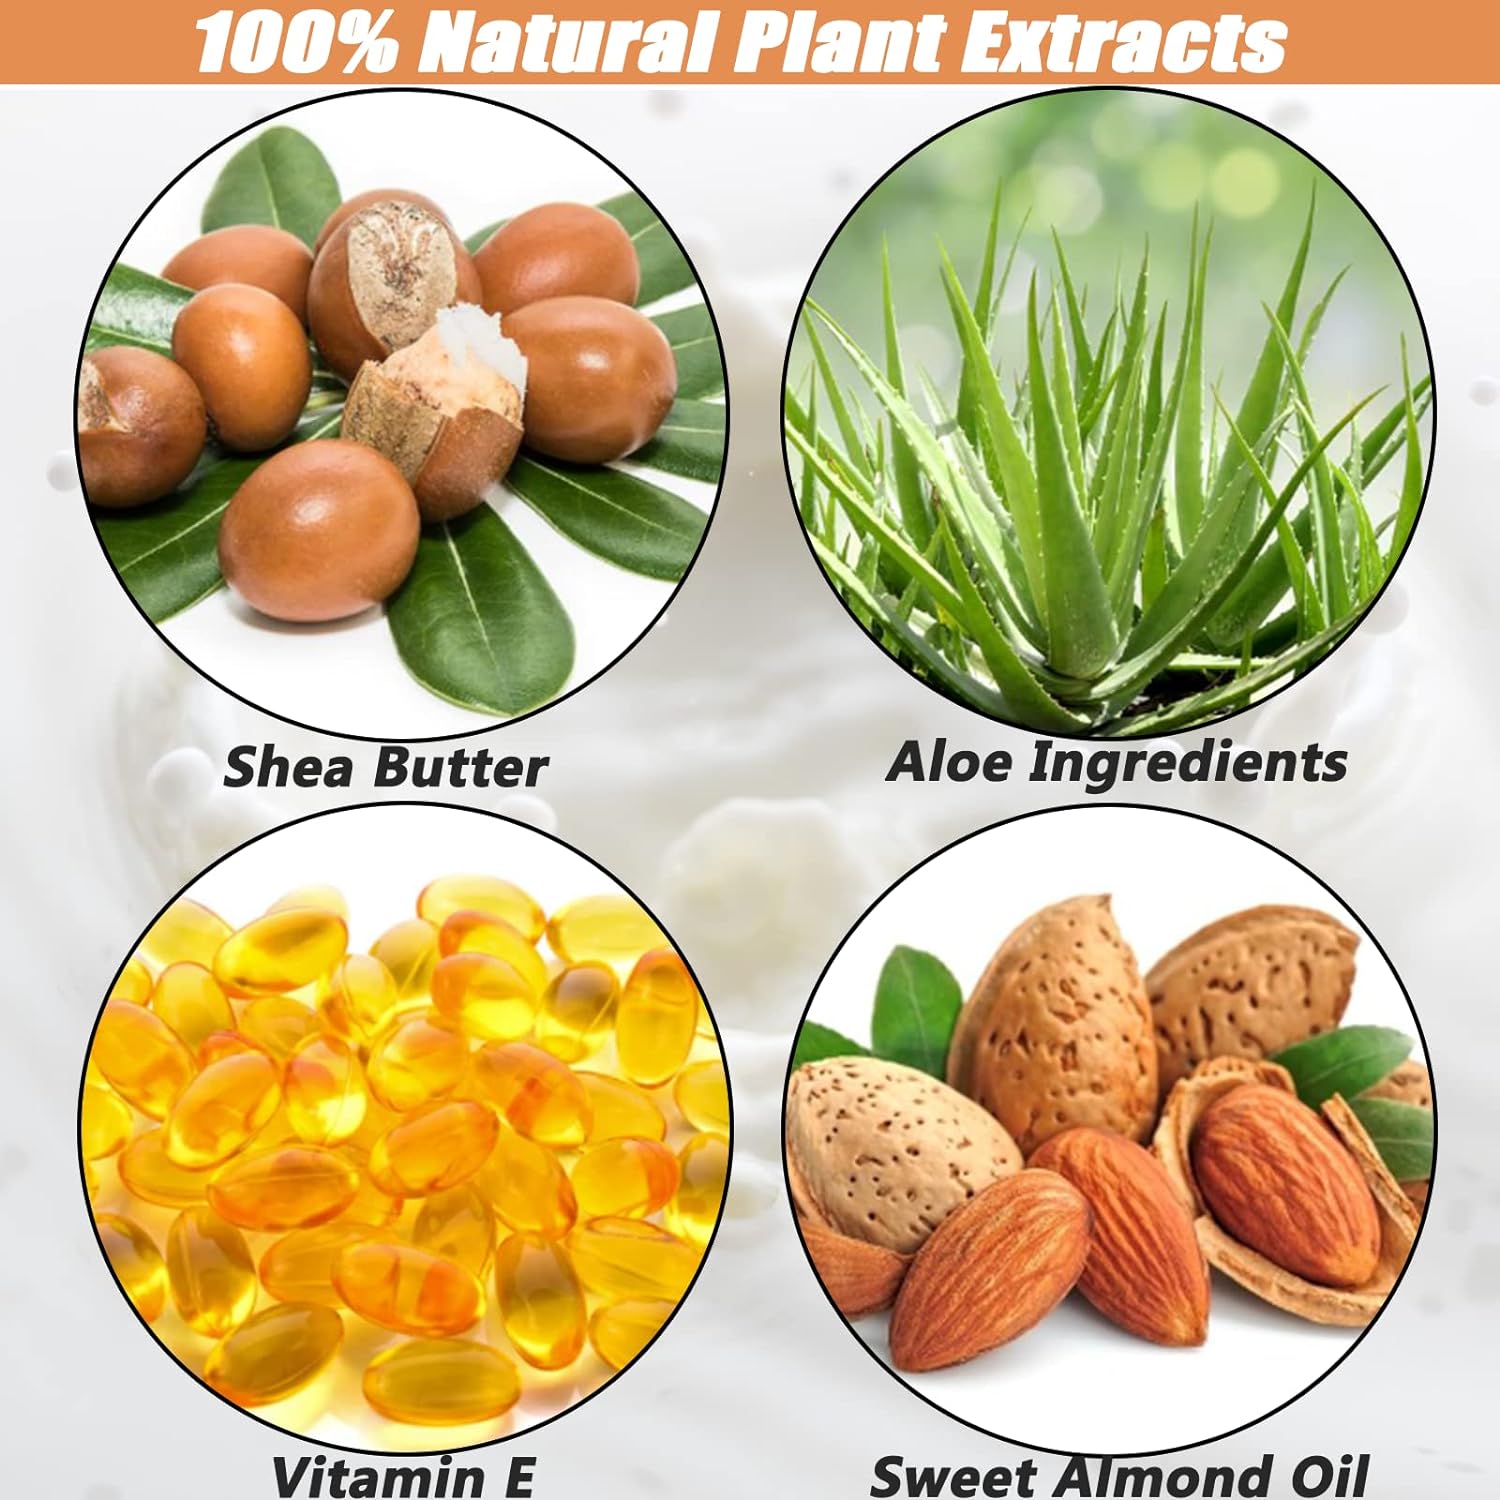 100% Natural Plant Extracts
Shea Butter
Aloe Ingredients
Vitamin E
Sweet Almond Oil